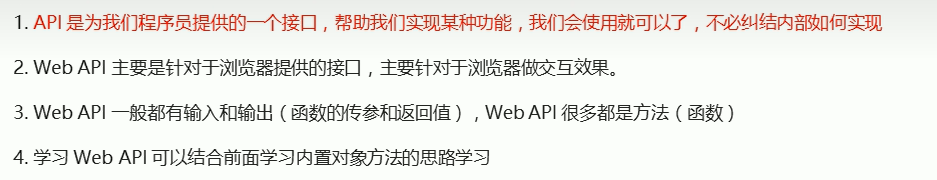 1. API 是为我们程序员提供的一个接口，帮助我们实现某种功能，我们会使用就可以了，不必纠结内部如何实现
2. Web API 主要是针对于浏览器提供的接口，主要针对于浏览器做交互效果。
3. Web API 一般都有输入和输出（函数的传参和返回值），Web API 很多都是方法（函数）
4. 学习 Web API 可以结合前面学习内置对象方法的思路学习